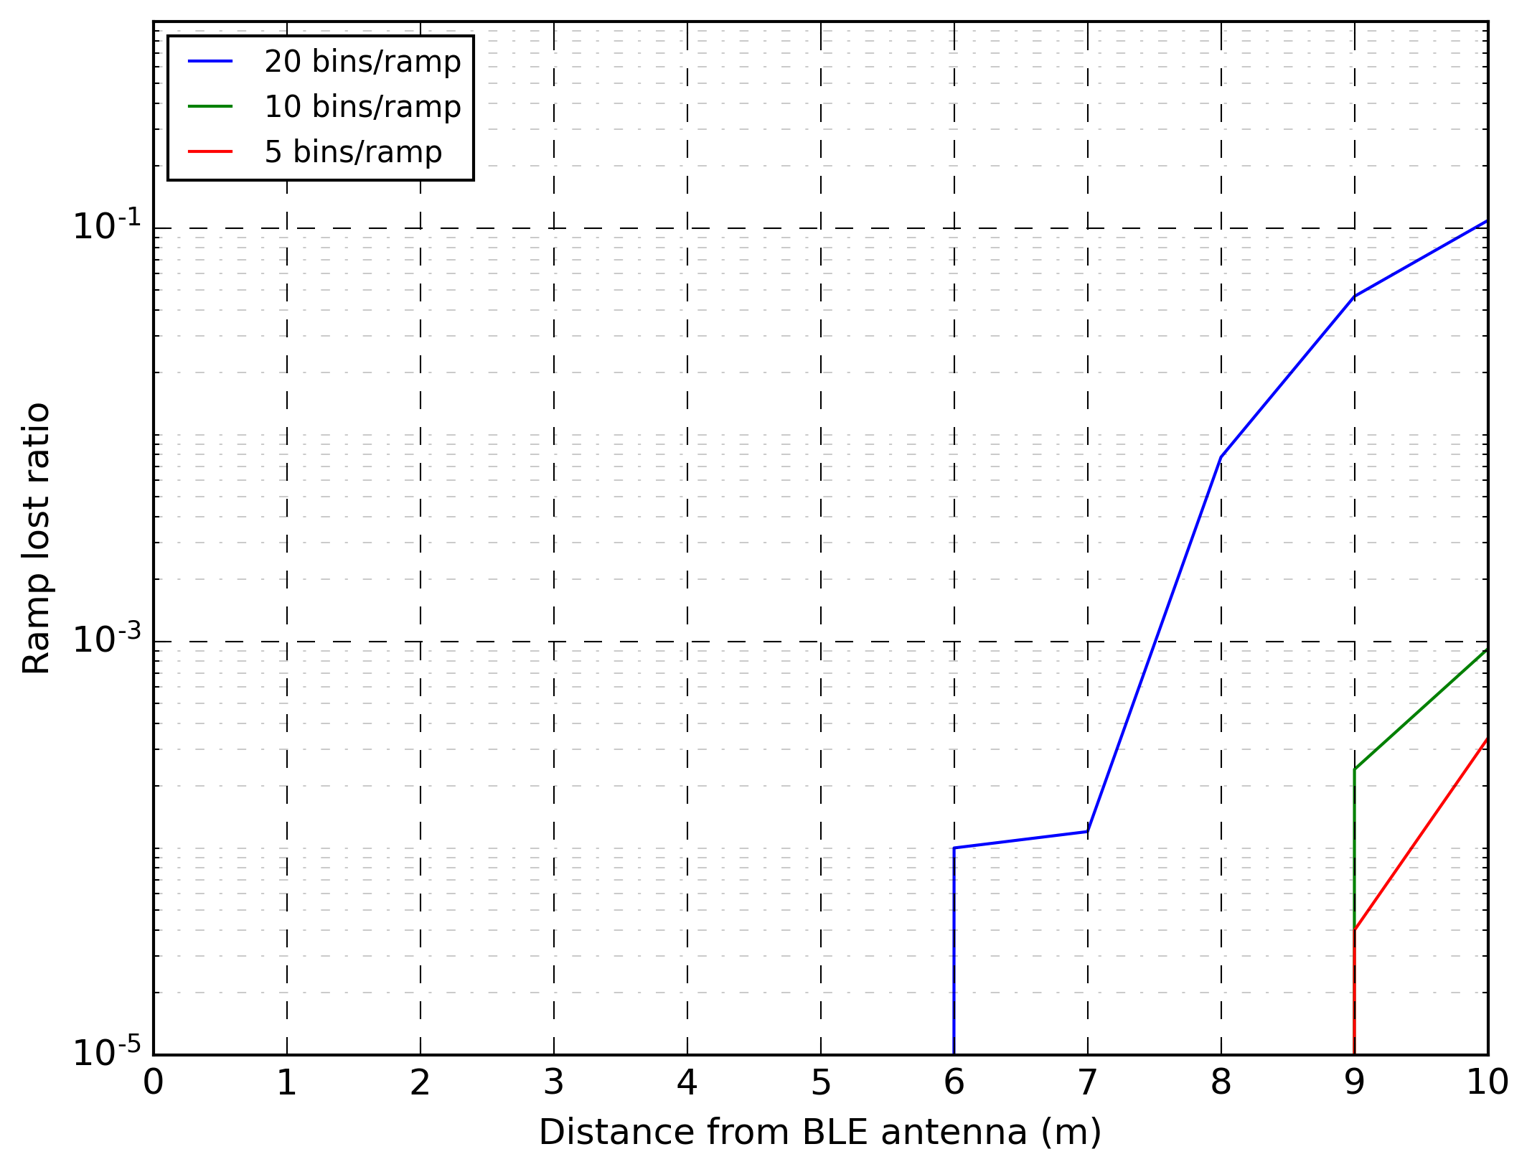 20 bins/ramp
10 bins/ramp
5 bins/ramp
10-1
10-3
10-5
Ramp lost ratio
0 1 2 3 4 5 6 7 8 9 10
Distance from BLE antenna (m)